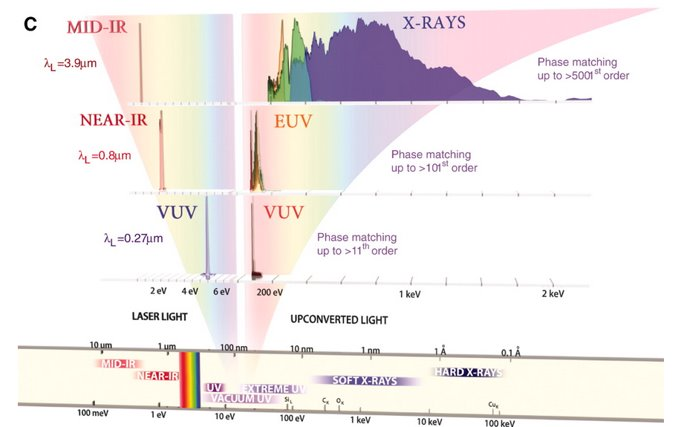 C
MID-IR
X-RAYS
λL=3.9μm
Phase matching
up to >5001st order
NEAR-IR
EUV
λL=0.8μm
Phase matching
up to >101st order
VUV
VUV
λL=0.27μm
Phase matching
up to >11th order
2 eV 4 eV 6 eV 200 eV 1 keV 2 keV
LASER LIGHT
UPCONVERTED LIGHT
10 μm 1 μm 100 nm 10 nm 1 nm 1 Å 0.1 Å
MID-IR
NEAR-IR
UV
EXTREME UV
VACUUM UV
SOFT X-RAYS
HARD X-RAYS
SiL CK OK CuK
100 meV 1 eV 10 eV 100 eV 1 keV 10 keV 100 keV